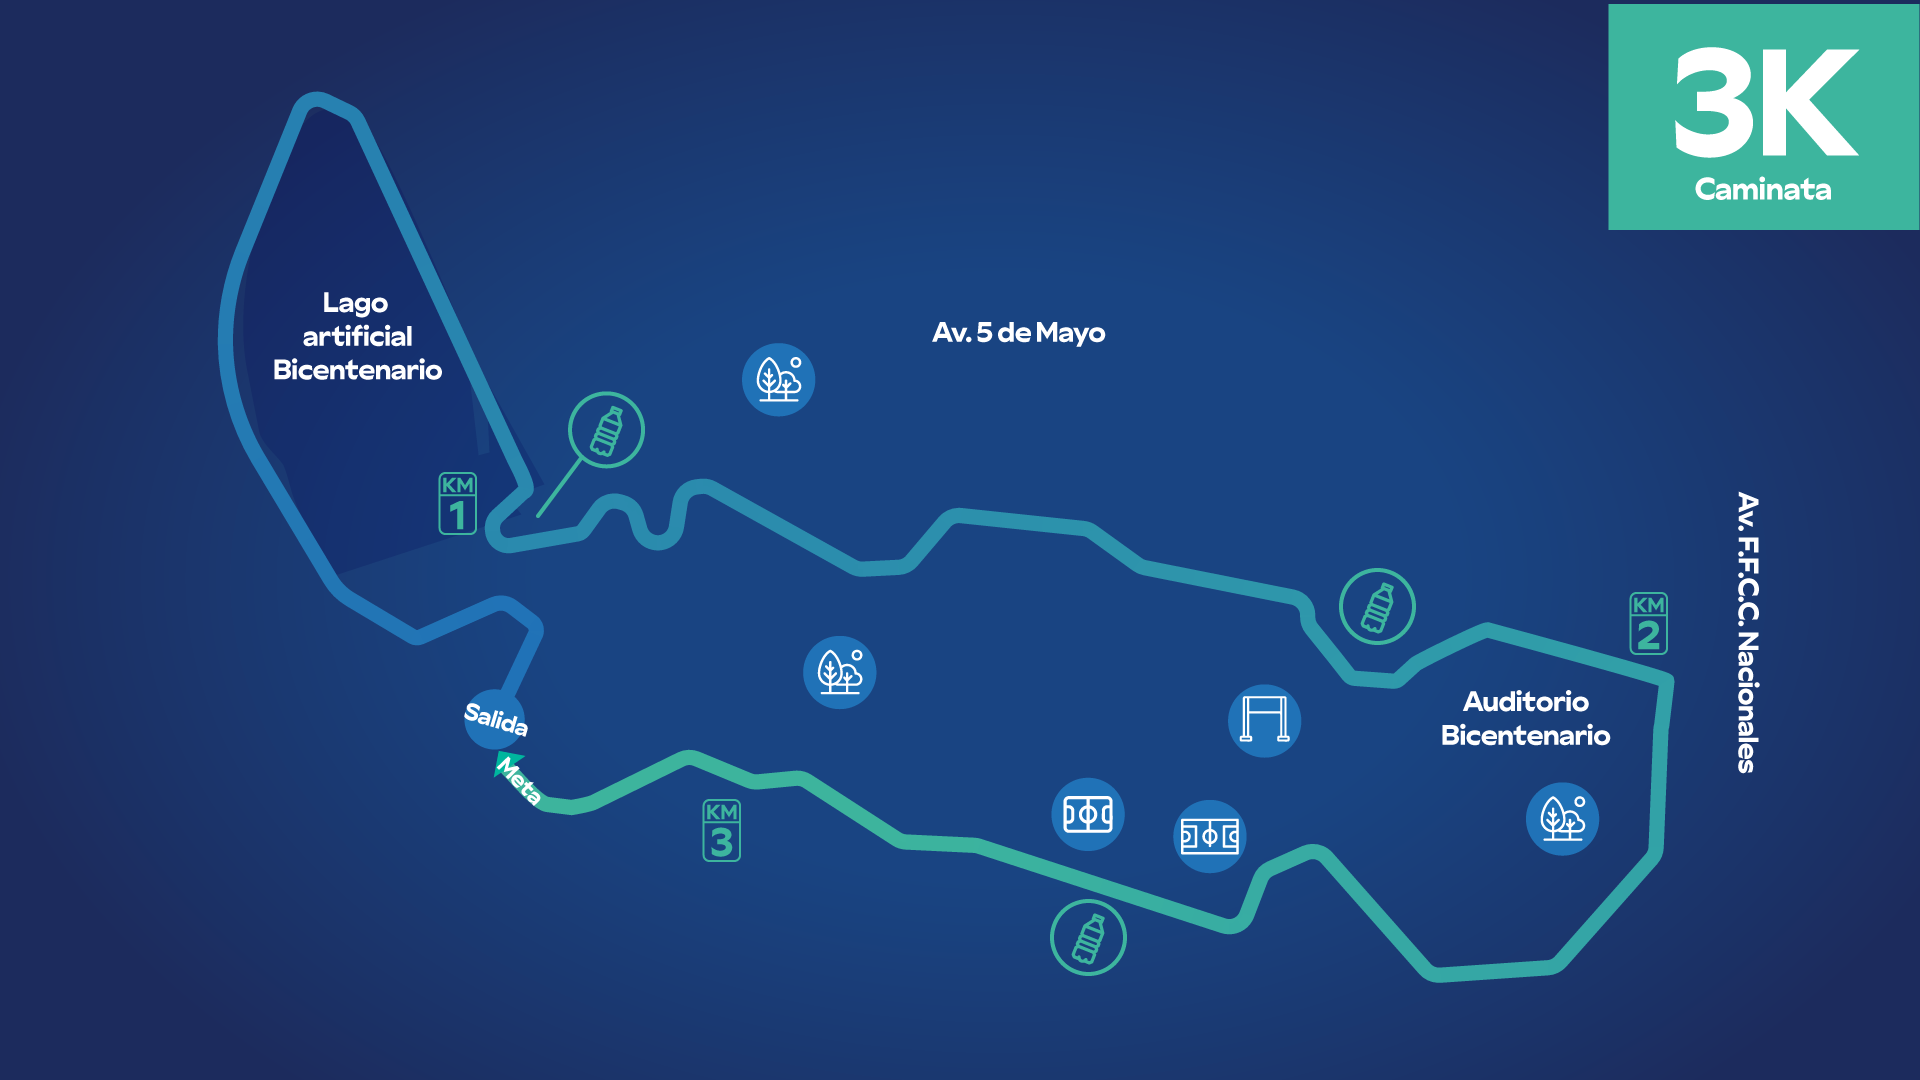 3K
Caminata
Lago
artificial
Bicentenario
Av. 5 de Mayo
KM
1
Av. F.F.C.C. Nacionales
KM
2
Auditorio
Bicentenario
Salida
Meta
KM
3